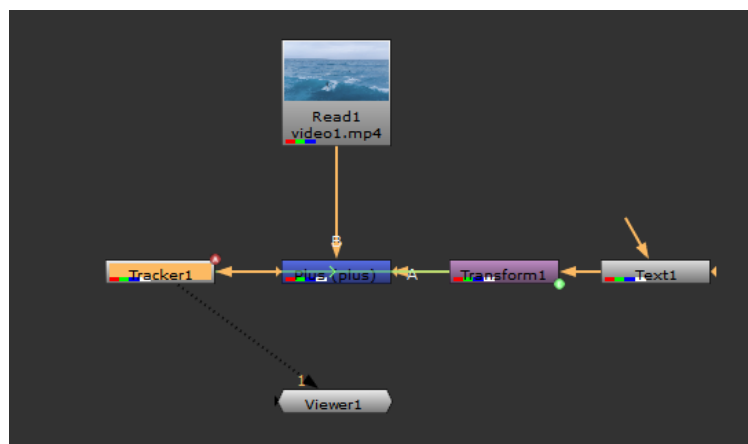 Read1
video1.mp4
B
Tracker1
plus (plus)
A
Transform1
Text1
1
Viewer1